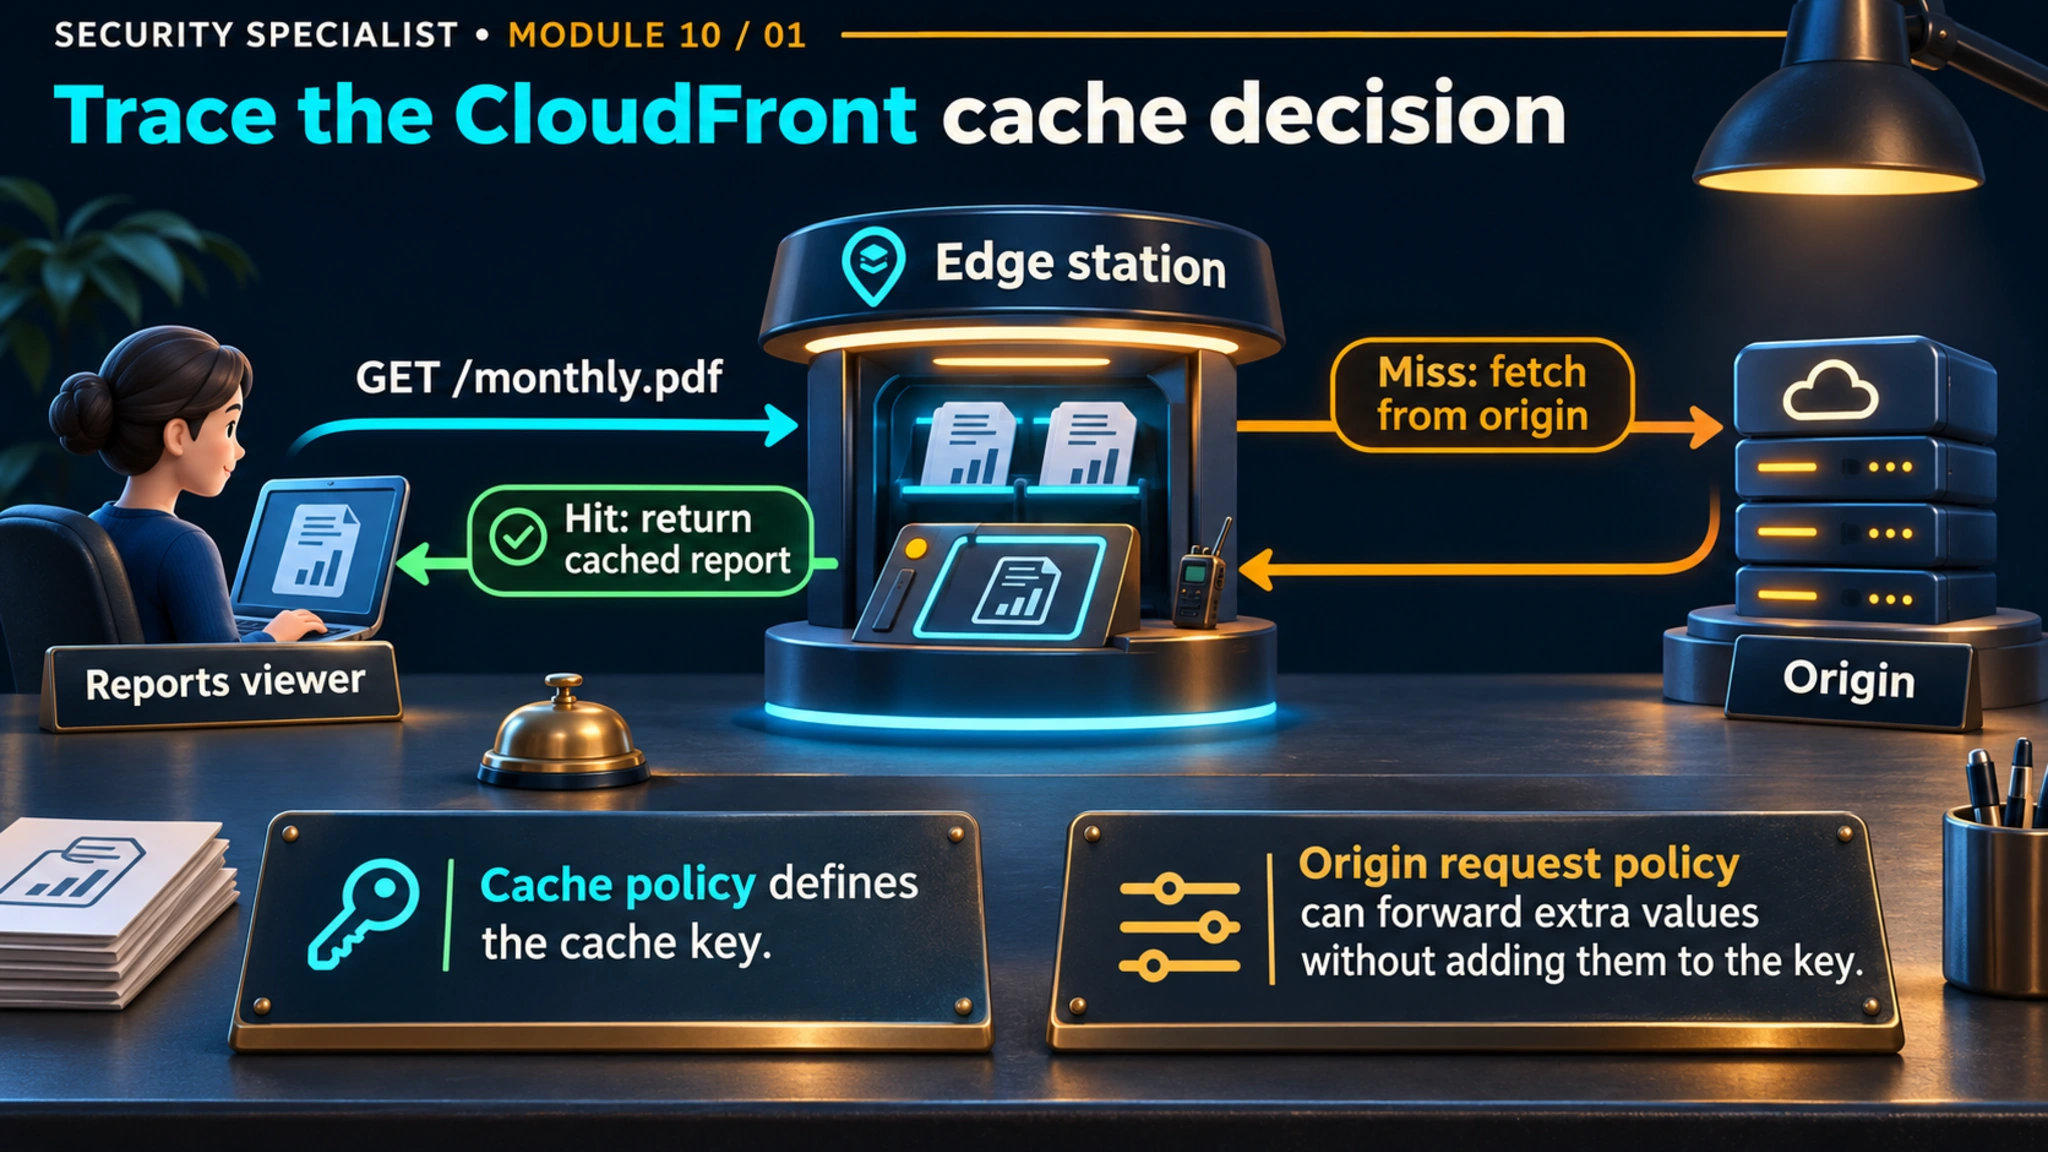 SECURITY SPECIALIST • MODULE 10 / 01
Trace the CloudFront cache decision
Edge station
GET /monthly.pdf
Miss: fetch
from origin
Hit: return
cached report
Reports viewer
Origin
Cache policy defines
the cache key.
Origin request policy
can forward extra values
without adding them to the key.